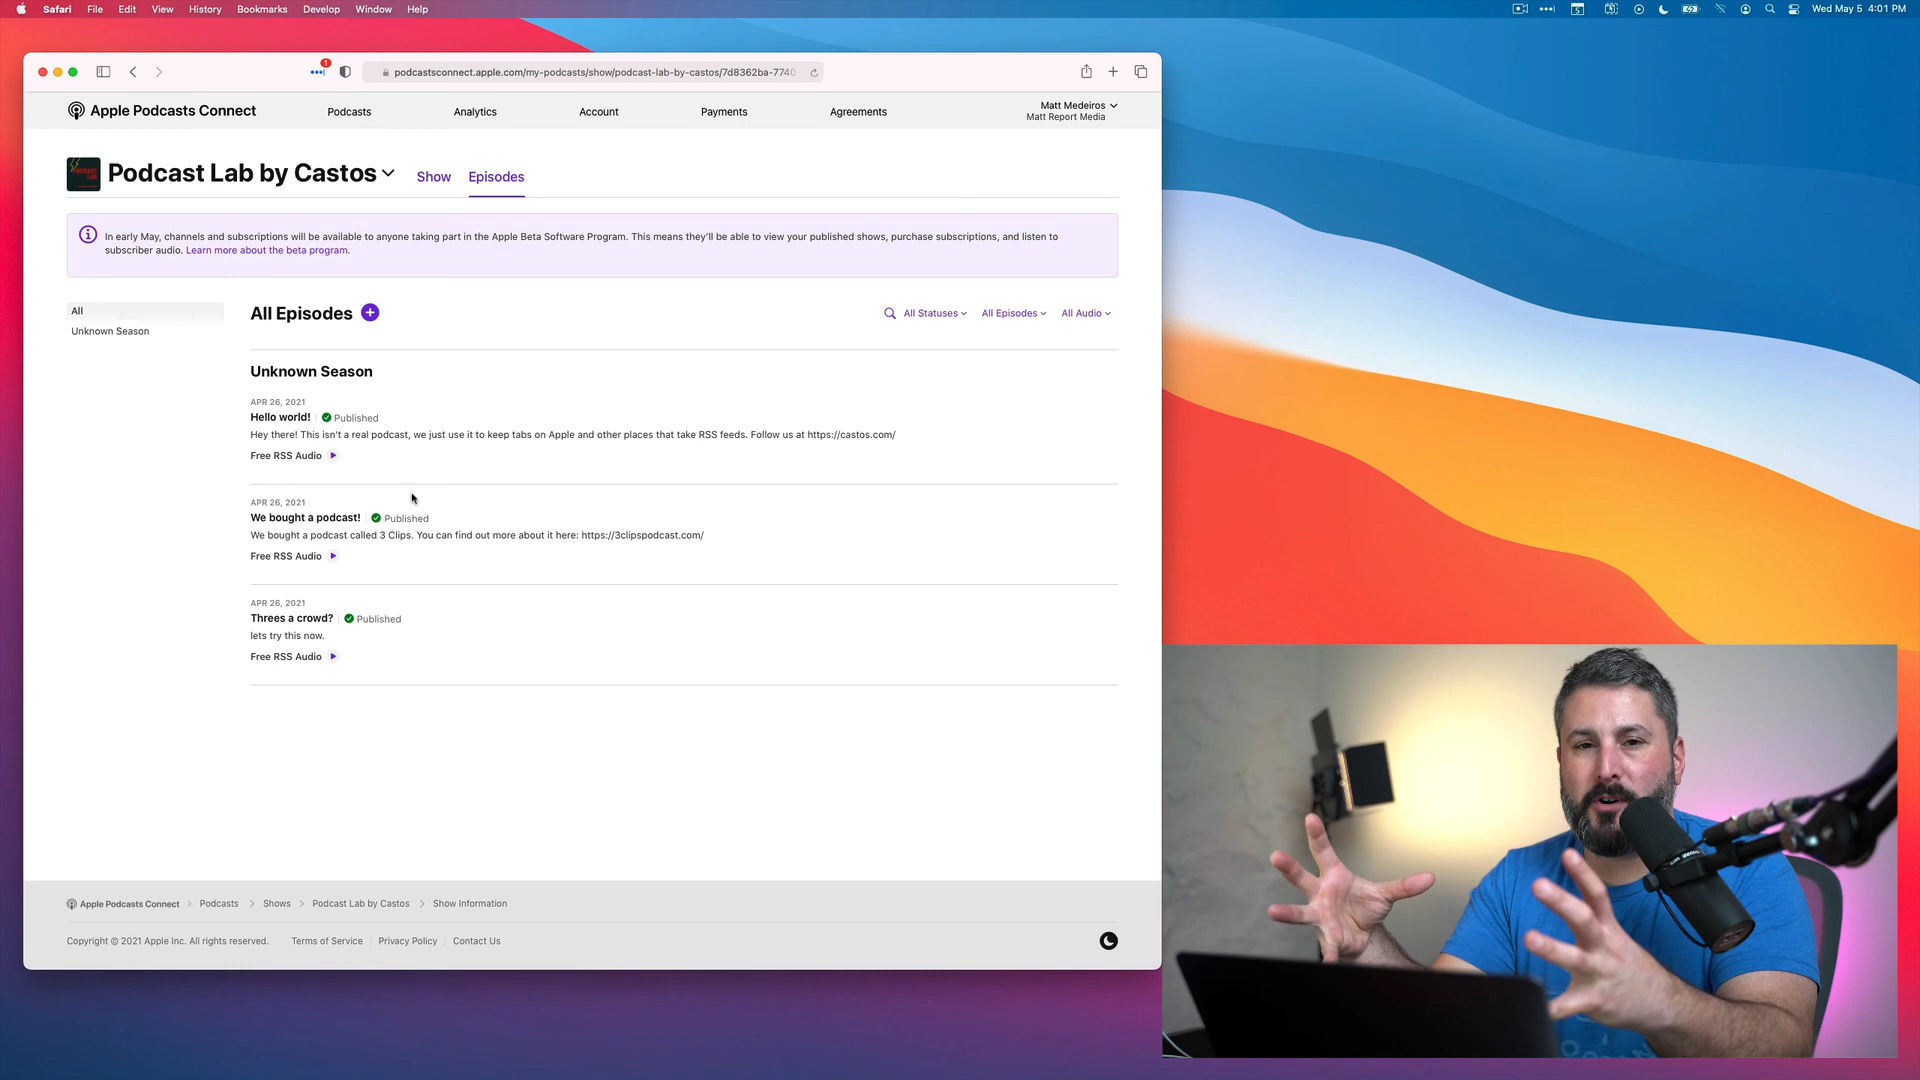 Safari File Edit View History Bookmarks Develop Window Help Wed May 5 4:01 PM
1
podcastsconnect.apple.com/my-podcasts/show/podcast-lab-by-castos/7d8362ba-7740
Apple Podcasts Connect Podcasts Analytics Account Payments Agreements Matt Medeiros
Matt Report Media
Podcast Lab by Castos Show Episodes
In early May, channels and subscriptions will be available to anyone taking part in the Apple Beta Software Program. This means they'll be able to view your published shows, purchase subscriptions, and listen to
subscriber audio. Learn more about the beta program.
All
Unknown Season
All Episodes All Statuses All Episodes All Audio
Unknown Season
APR 26, 2021
Hello world! Published
Hey there! This isn't a real podcast, we just use it to keep tabs on Apple and other places that take RSS feeds. Follow us at https://castos.com/
Free RSS Audio
APR 26, 2021
We bought a podcast! Published
We bought a podcast called 3 Clips. You can find out more about it here: https://3clipspodcast.com/
Free RSS Audio
APR 26, 2021
Threes a crowd? Published
lets try this now.
Free RSS Audio
Apple Podcasts Connect Podcasts Shows Podcast Lab by Castos Show Information
Copyright © 2021 Apple Inc. All rights reserved. Terms of Service Privacy Policy Contact Us
SHURE